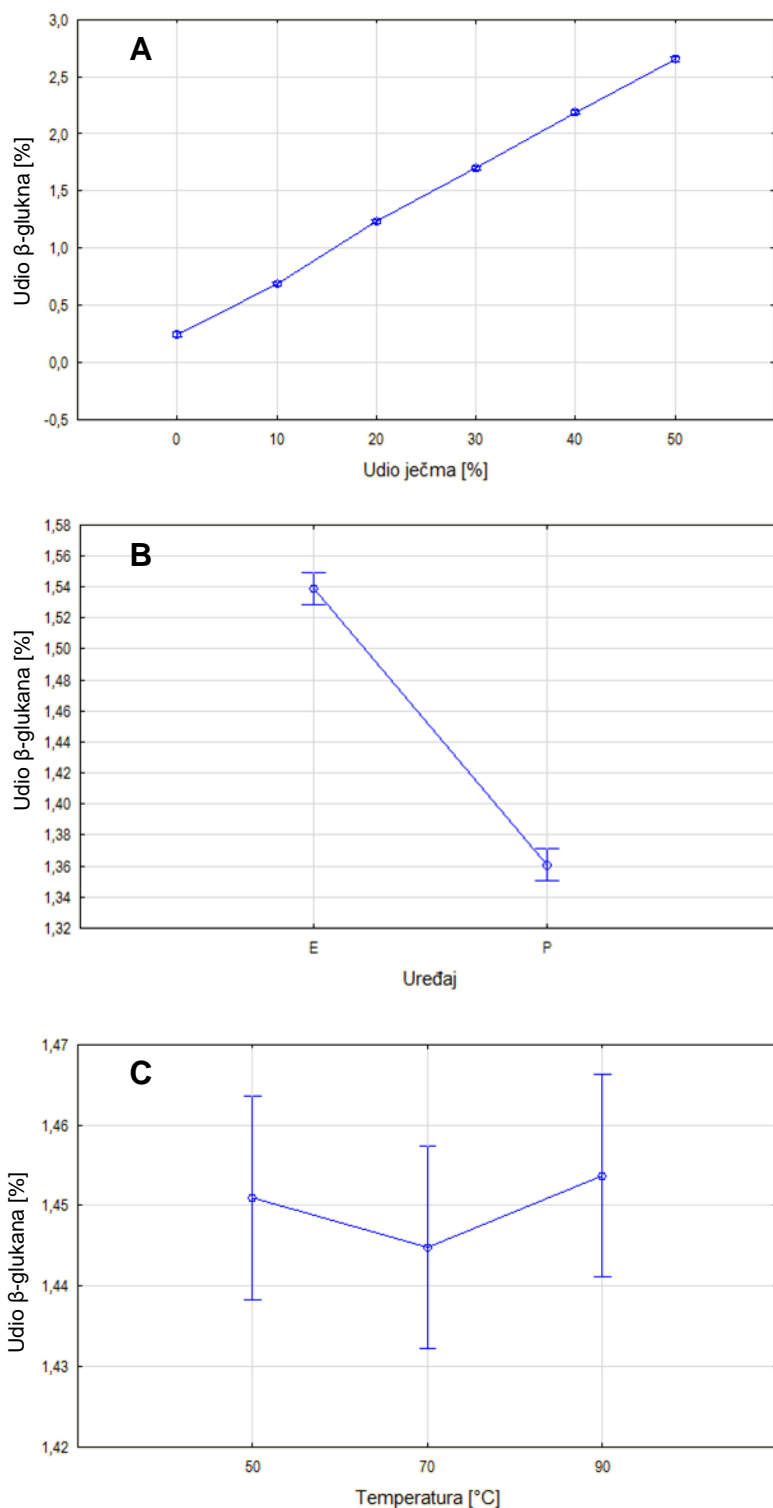 A
Udio β-glukna [%]
3,0
2,5
2,0
1,5
1,0
0,5
0,0
-0,5
0 10 20 30 40 50
Udio ječma [%]
B
Udio β-glukana [%]
1,58
1,56
1,54
1,52
1,50
1,48
1,46
1,44
1,42
1,40
1,38
1,36
1,34
1,32
E P
Uređaj
C
Udio β-glukana [%]
1,47
1,46
1,45
1,44
1,43
1,42
50 70 90
Temperatura [°C]